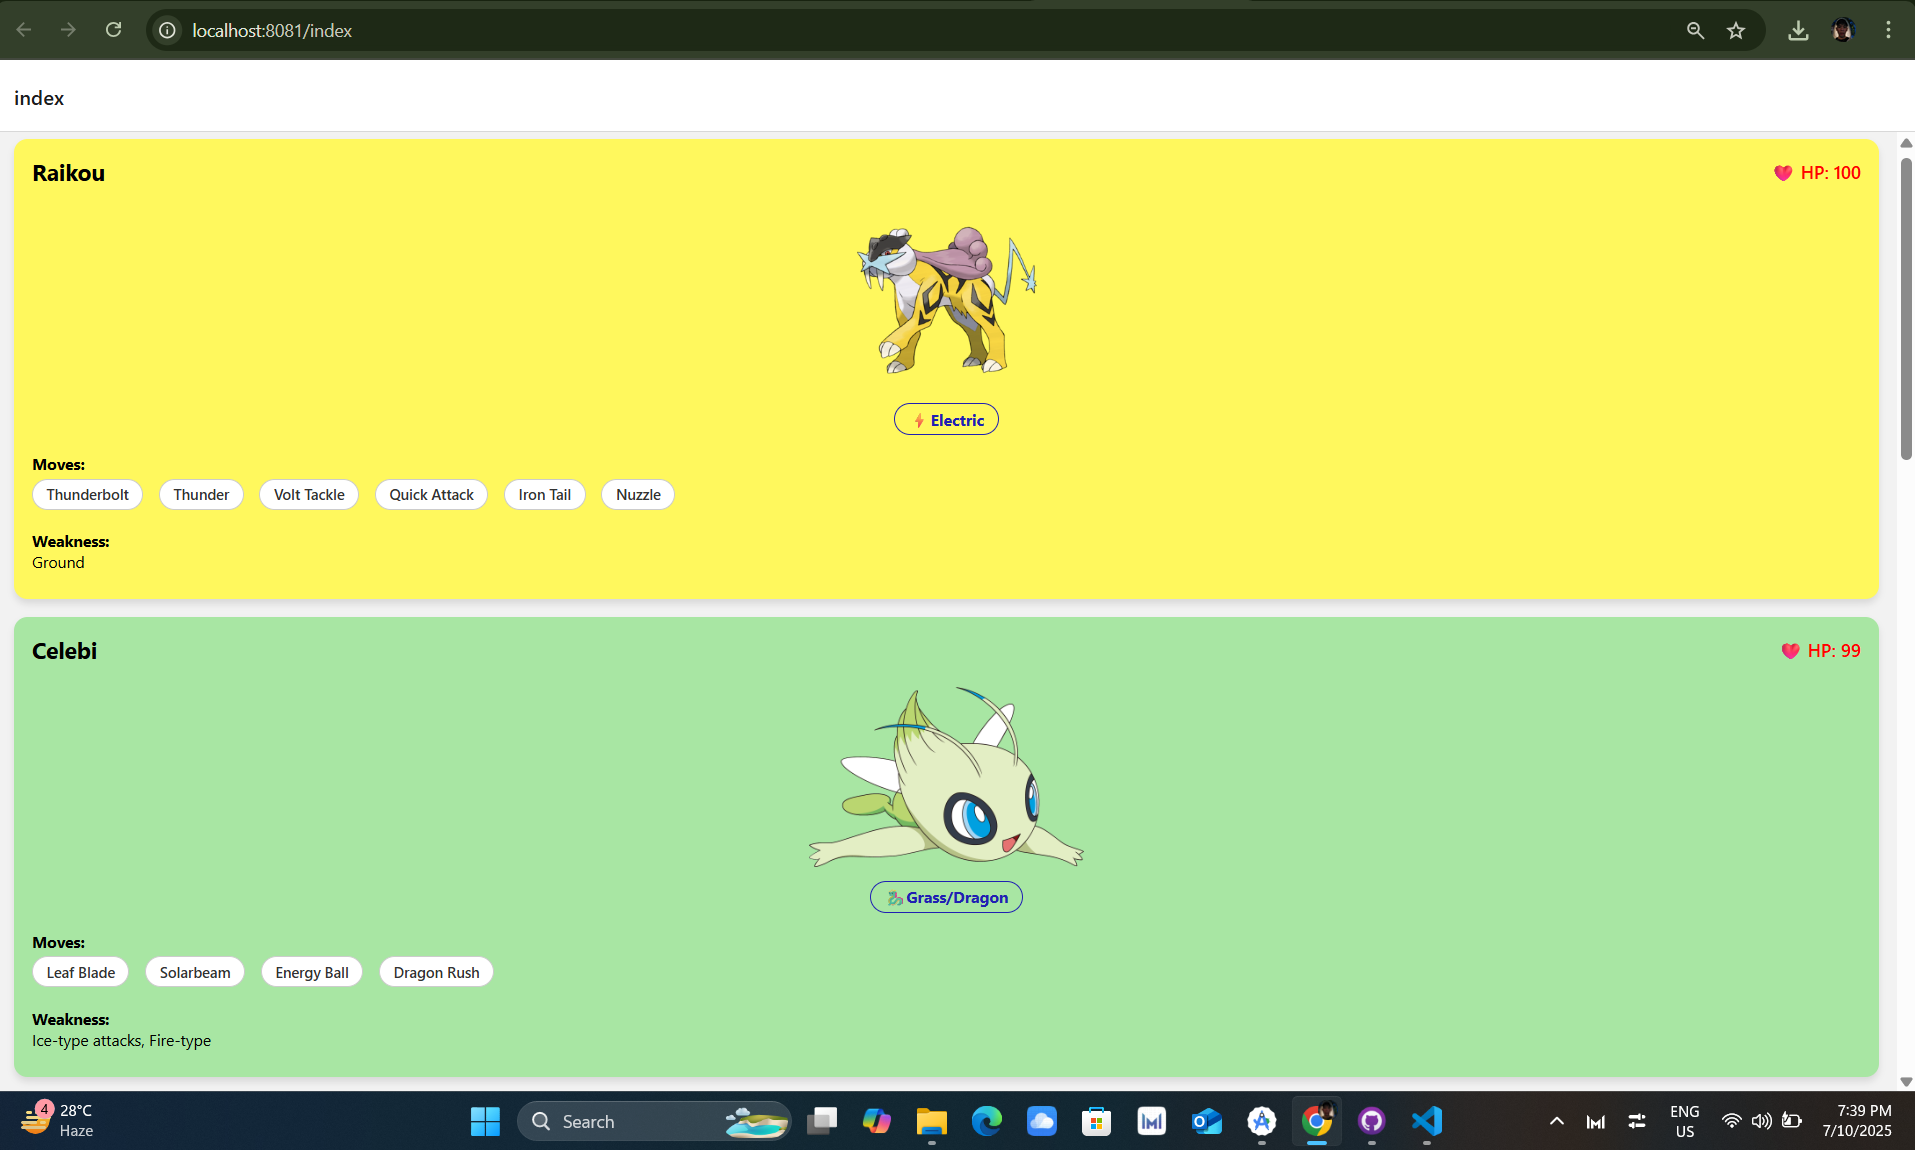 localhost:8081/index
index
Raikou
HP: 100
Electric
Moves:
Thunderbolt Thunder Volt Tackle Quick Attack Iron Tail Nuzzle
Weakness:
Ground
Celebi
HP: 99
Grass/Dragon
Moves:
Leaf Blade Solarbeam Energy Ball Dragon Rush
Weakness:
Ice-type attacks, Fire-type
4
28°C
Haze
Search
ENG
US
7:39 PM
7/10/2025